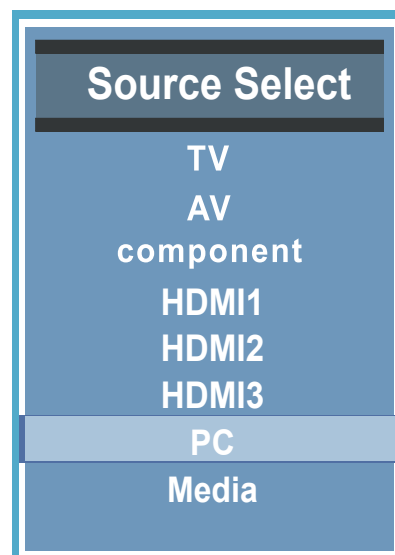 Source Select
TV
AV
component
HDMI1
HDMI2
HDMI3
PC
Media